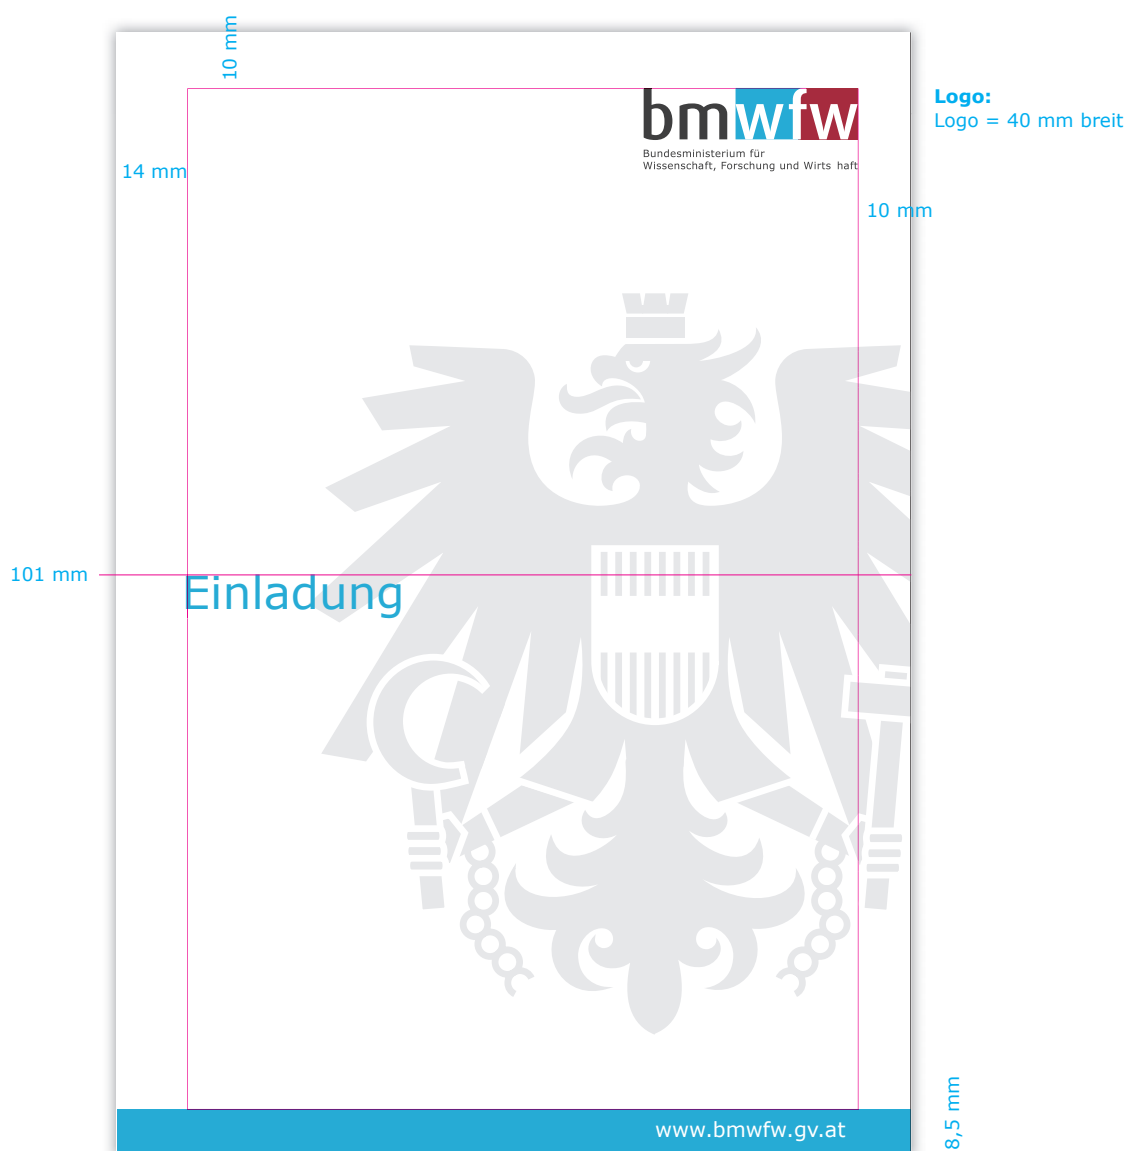 10 mm
bmwfw
Logo:
Logo = 40 mm breit
Bundesministerium für
Wissenschaft, Forschung und Wirts haft
14 mm
10 mm
101 mm
Einladung
8,5 mm
www.bmwfw.gv.at